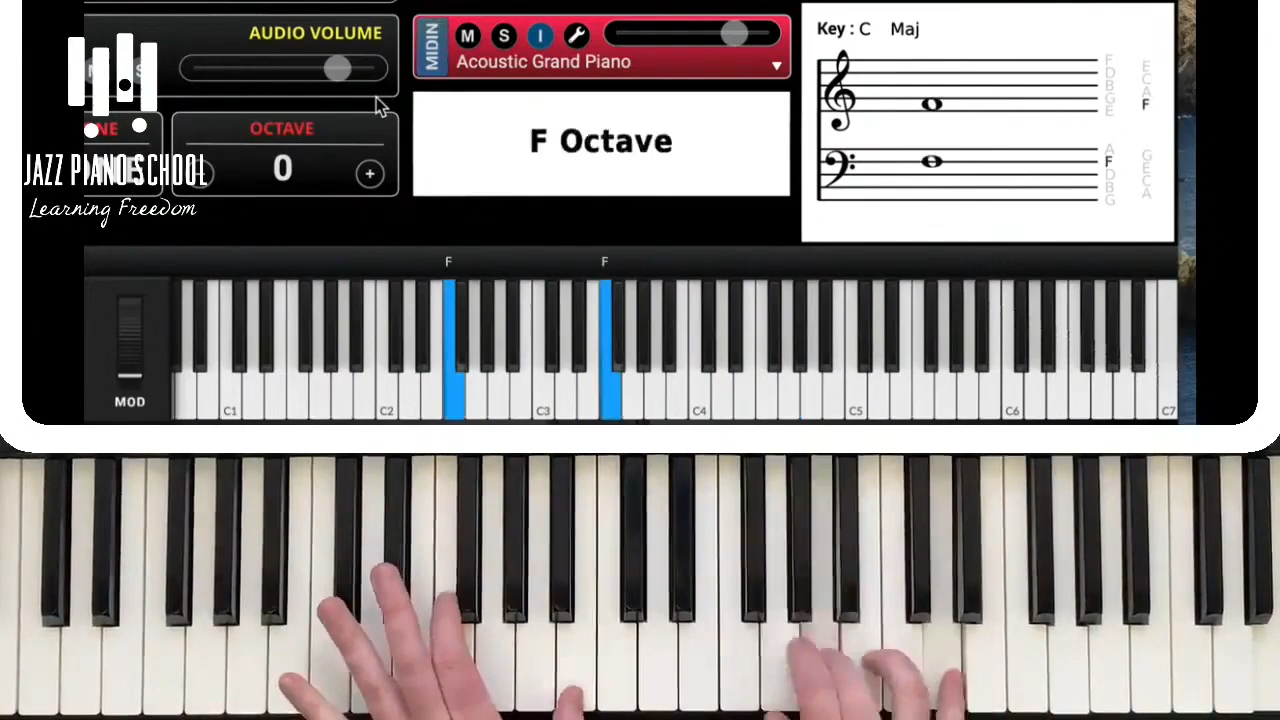 AUDIO VOLUME
M S
NE
OCTAVE
0
+
JAZZ PIANO SCHOOL
Learning Freedom
MIDIN
M S I
Acoustic Grand Piano
F Octave
Key : C Maj
F
D
B
G
E
E
C
A
F
A
F
D
B
G
G
E
C
A
F F
MOD
C1 C2 C3 C4 C5 C6 C7